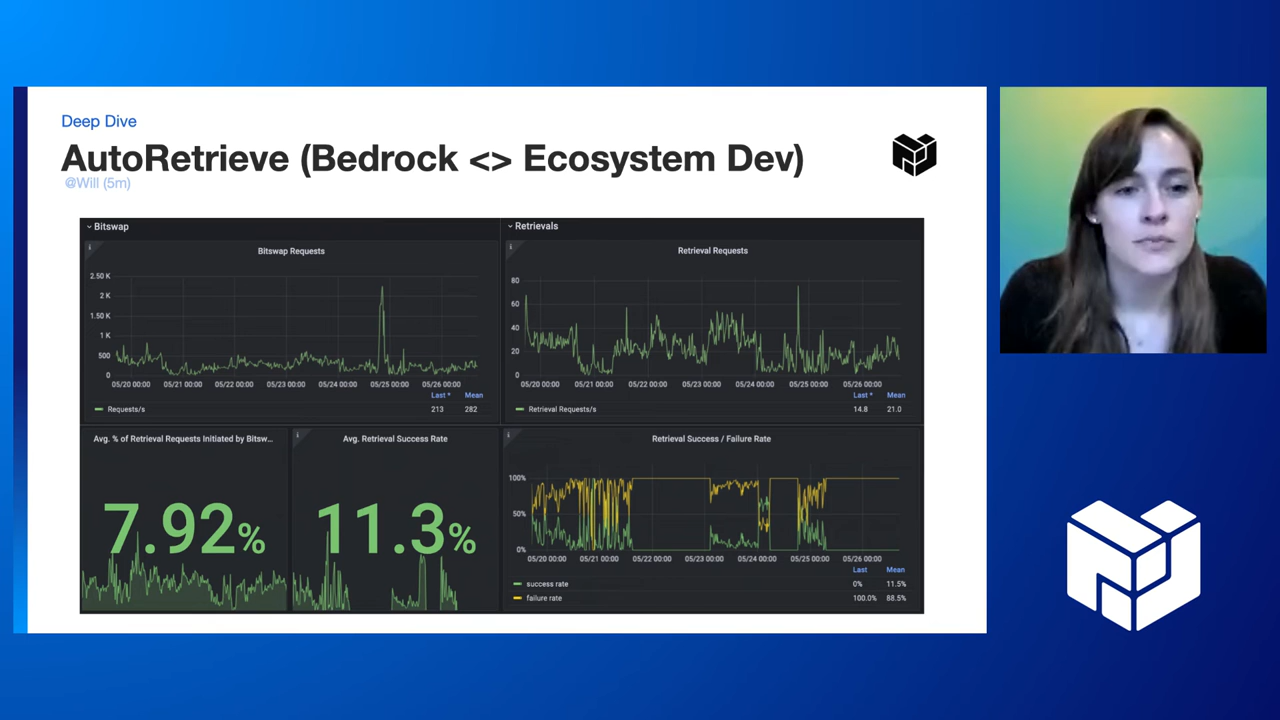 Deep Dive
AutoRetrieve (Bedrock <> Ecosystem Dev)
@Will (5m)
Bitswap
Bitswap Requests
2.50 K
2 K
1.50 K
1 K
500
0
05/20 00:00 05/21 00:00 05/22 00:00 05/23 00:00 05/24 00:00 05/25 00:00 05/26 00:00
Last * Mean
Requests/s 213 282
Retrievals
Retrieval Requests
80
60
40
20
0
05/20 00:00 05/21 00:00 05/22 00:00 05/23 00:00 05/24 00:00 05/25 00:00 05/26 00:00
Last * Mean
Retrieval Requests/s 14.8 21.0
Avg. % of Retrieval Requests Initiated by Bitsw...
7.92%
Avg. Retrieval Success Rate
11.3%
Retrieval Success / Failure Rate
100%
50%
0%
05/20 00:00 05/21 00:00 05/22 00:00 05/23 00:00 05/24 00:00 05/25 00:00 05/26 00:00
Last Mean
success rate 0% 11.5%
failure rate 100.0% 88.5%